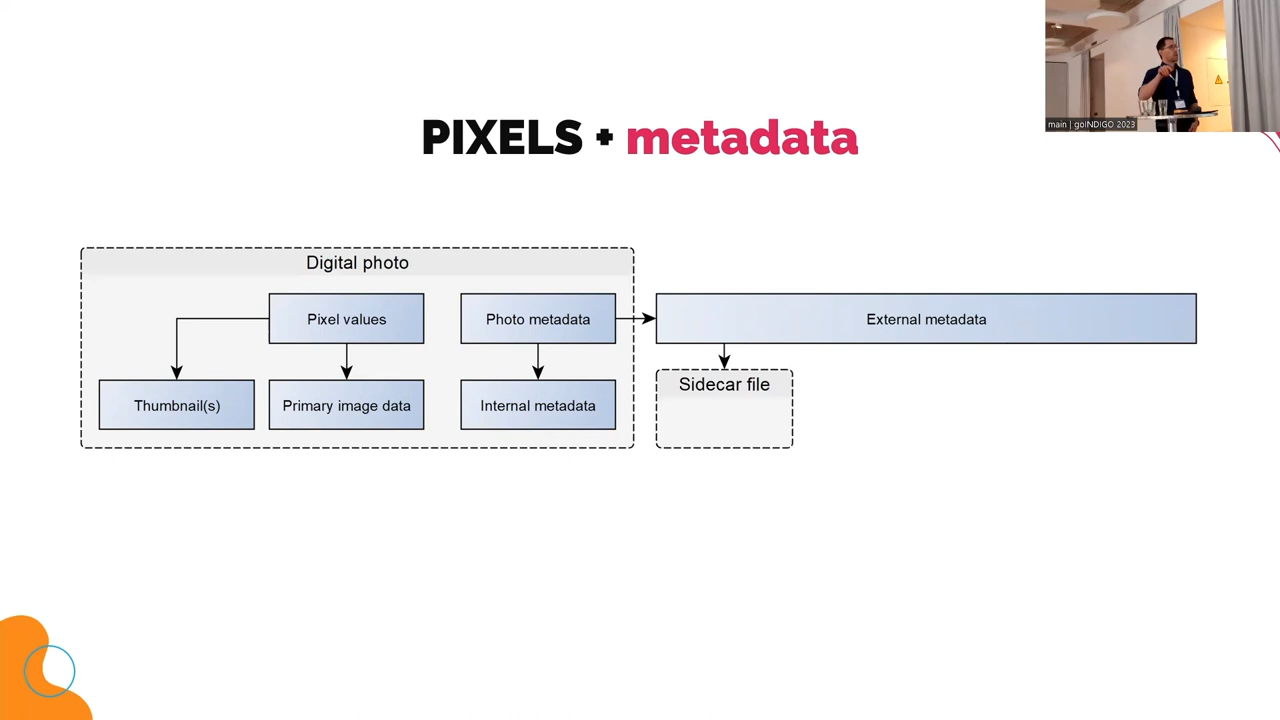 main | goINDIGO 2023
PIXELS + metadata
Digital photo
Pixel values
Photo metadata
External metadata
Thumbnail(s)
Primary image data
Internal metadata
Sidecar file